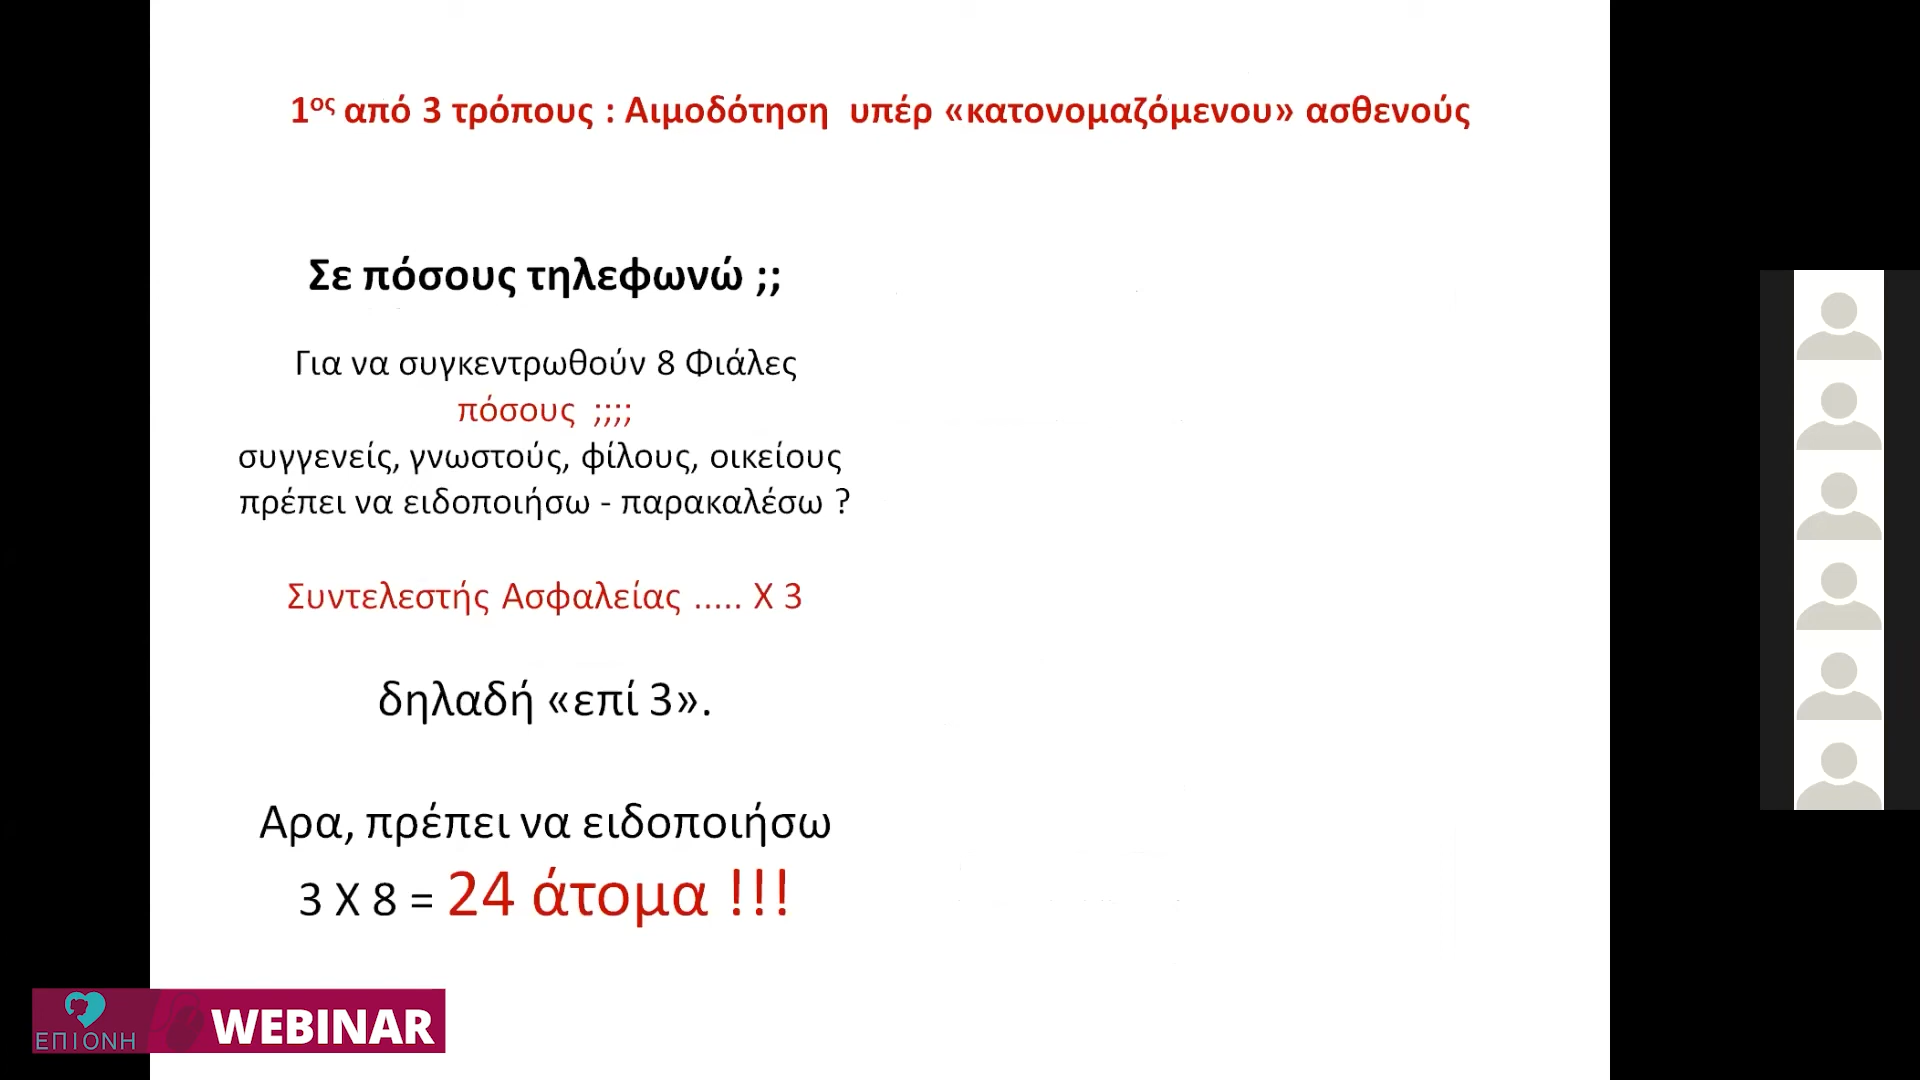 1ος από 3 τρόπους : Αιμοδότηση υπέρ «κατονομαζόμενου» ασθενούς
Σε πόσους τηλεφωνώ ;;
Για να συγκεντρωθούν 8 Φιάλες
πόσους ;;;;
συγγενείς, γνωστούς, φίλους, οικείους
πρέπει να ειδοποιήσω - παρακαλέσω ?
Συντελεστής Ασφαλείας ..... Χ 3
δηλαδή «επί 3».
Αρα, πρέπει να ειδοποιήσω
3 Χ 8 = 24 άτομα !!!
ΕΠΙΟΝΗ
WEBINAR